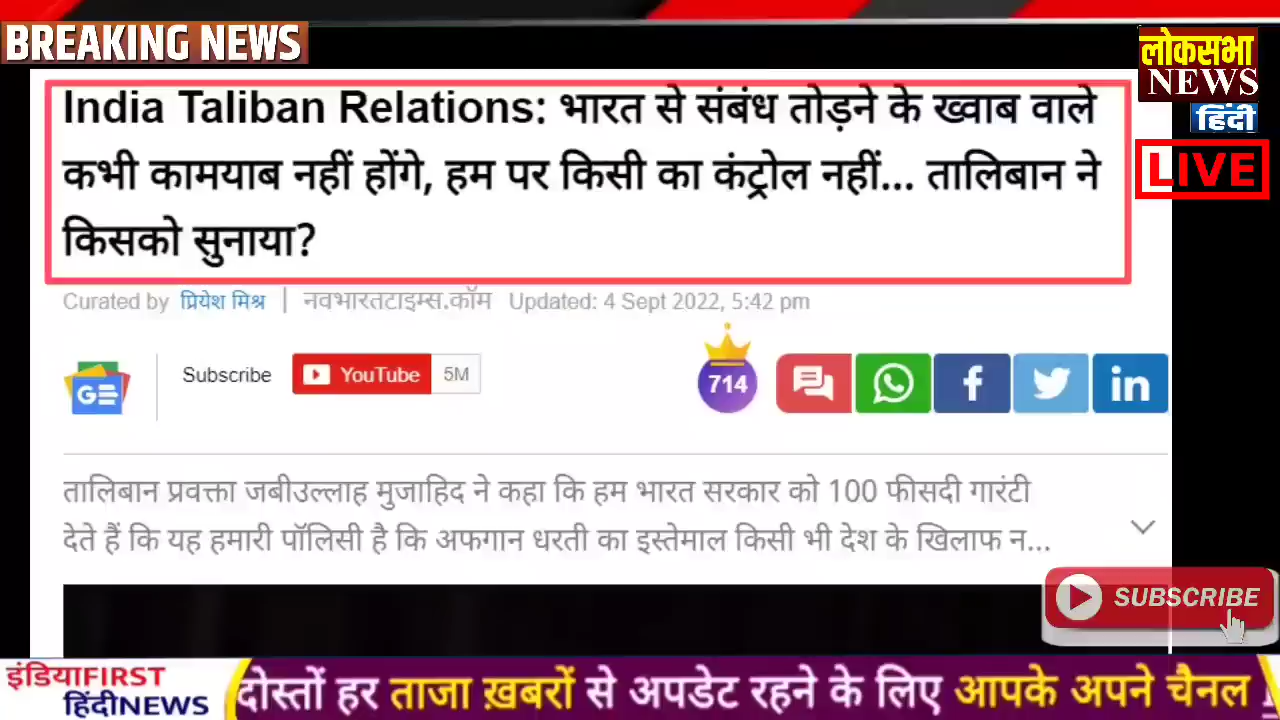 BREAKING NEWS
लोकसभा
NEWS
हिंदी
LIVE
India Taliban Relations: भारत से संबंध तोड़ने के ख्वाब वाले
कभी कामयाब नहीं होंगे, हम पर किसी का कंट्रोल नहीं... तालिबान ने
किसको सुनाया?
Curated by प्रियेश मिश्र | नवभारतटाइम्स.कॉम Updated: 4 Sept 2022, 5:42 pm
GE Subscribe YouTube 5M 714 f in
तालिबान प्रवक्ता जबीउल्लाह मुजाहिद ने कहा कि हम भारत सरकार को 100 फीसदी गारंटी
देते हैं कि यह हमारी पॉलिसी है कि अफगान धरती का इस्तेमाल किसी भी देश के खिलाफ न...
SUBSCRIBE
इंडियाFIRST
हिंदीNEWS
दोस्तों हर ताजा ख़बरों से अपडेट रहने के लिए आपके अपने चैनल